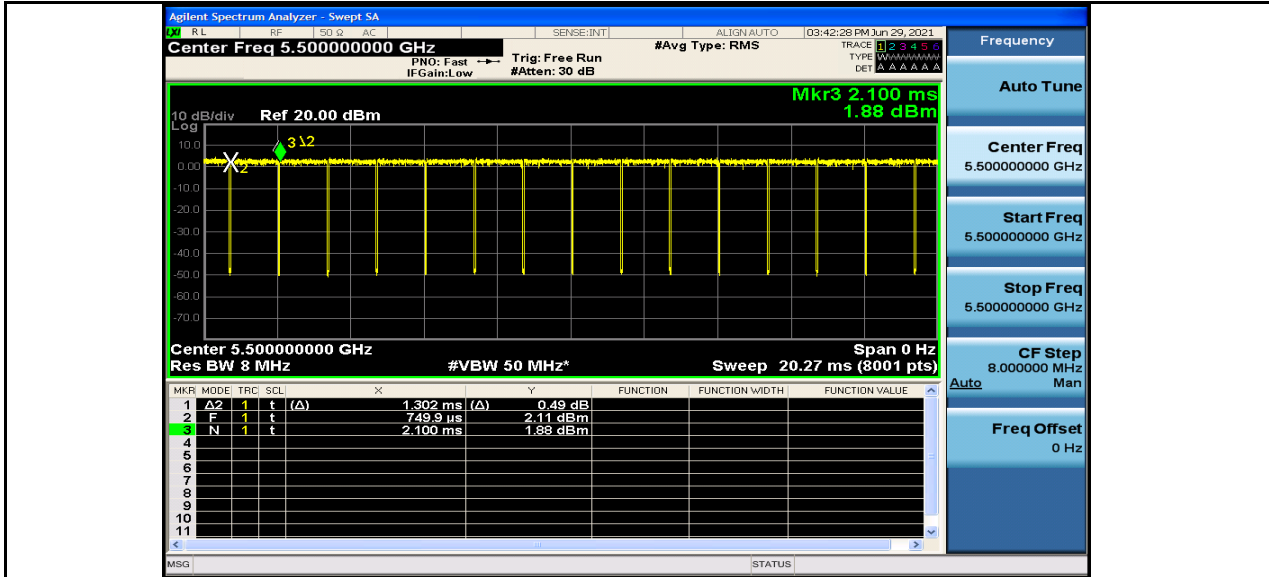 Agilent Spectrum Analyzer - Swept SA
LXI RL RF 50 Ω AC SENSE:INT ALIGN AUTO 03:42:28 PM Jun 29, 2021
Center Freq 5.500000000 GHz #Avg Type: RMS TRACE 1 2 3 4 5 6
PNO: Fast Trig: Free Run TYPE WWWWWW
IFGain:Low #Atten: 30 dB DET A A A A A A
Mkr3 2.100 ms
1.88 dBm
10 dB/div Ref 20.00 dBm
Log
10.0
0.00
-10.0
-20.0
-30.0
-40.0
-50.0
-60.0
-70.0
X2
3 1Δ2
Center 5.500000000 GHz Span 0 Hz
Res BW 8 MHz #VBW 50 MHz* Sweep 20.27 ms (8001 pts)
MKR MODE TRC SCL X Y FUNCTION FUNCTION WIDTH FUNCTION VALUE
1 Δ2 1 t (Δ) 1.302 ms (Δ) 0.49 dB
2 F 1 t 749.9 µs 2.11 dBm
3 N 1 t 2.100 ms 1.88 dBm
4
5
6
7
8
9
10
11
MSG STATUS
Frequency
Auto Tune
Center Freq
5.500000000 GHz
Start Freq
5.500000000 GHz
Stop Freq
5.500000000 GHz
CF Step
8.000000 MHz
Auto Man
Freq Offset
0 Hz